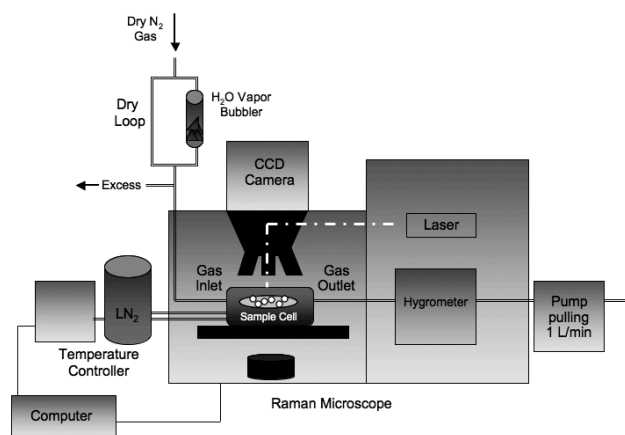 Dry N₂
Gas
Dry
Loop
H₂O Vapor
Bubbler
Excess
CCD
Camera
Laser
Gas
Inlet
Gas
Outlet
LN₂
Sample Cell
Hygrometer
Pump
pulling
1 L/min
Temperature
Controller
Computer
Raman Microscope